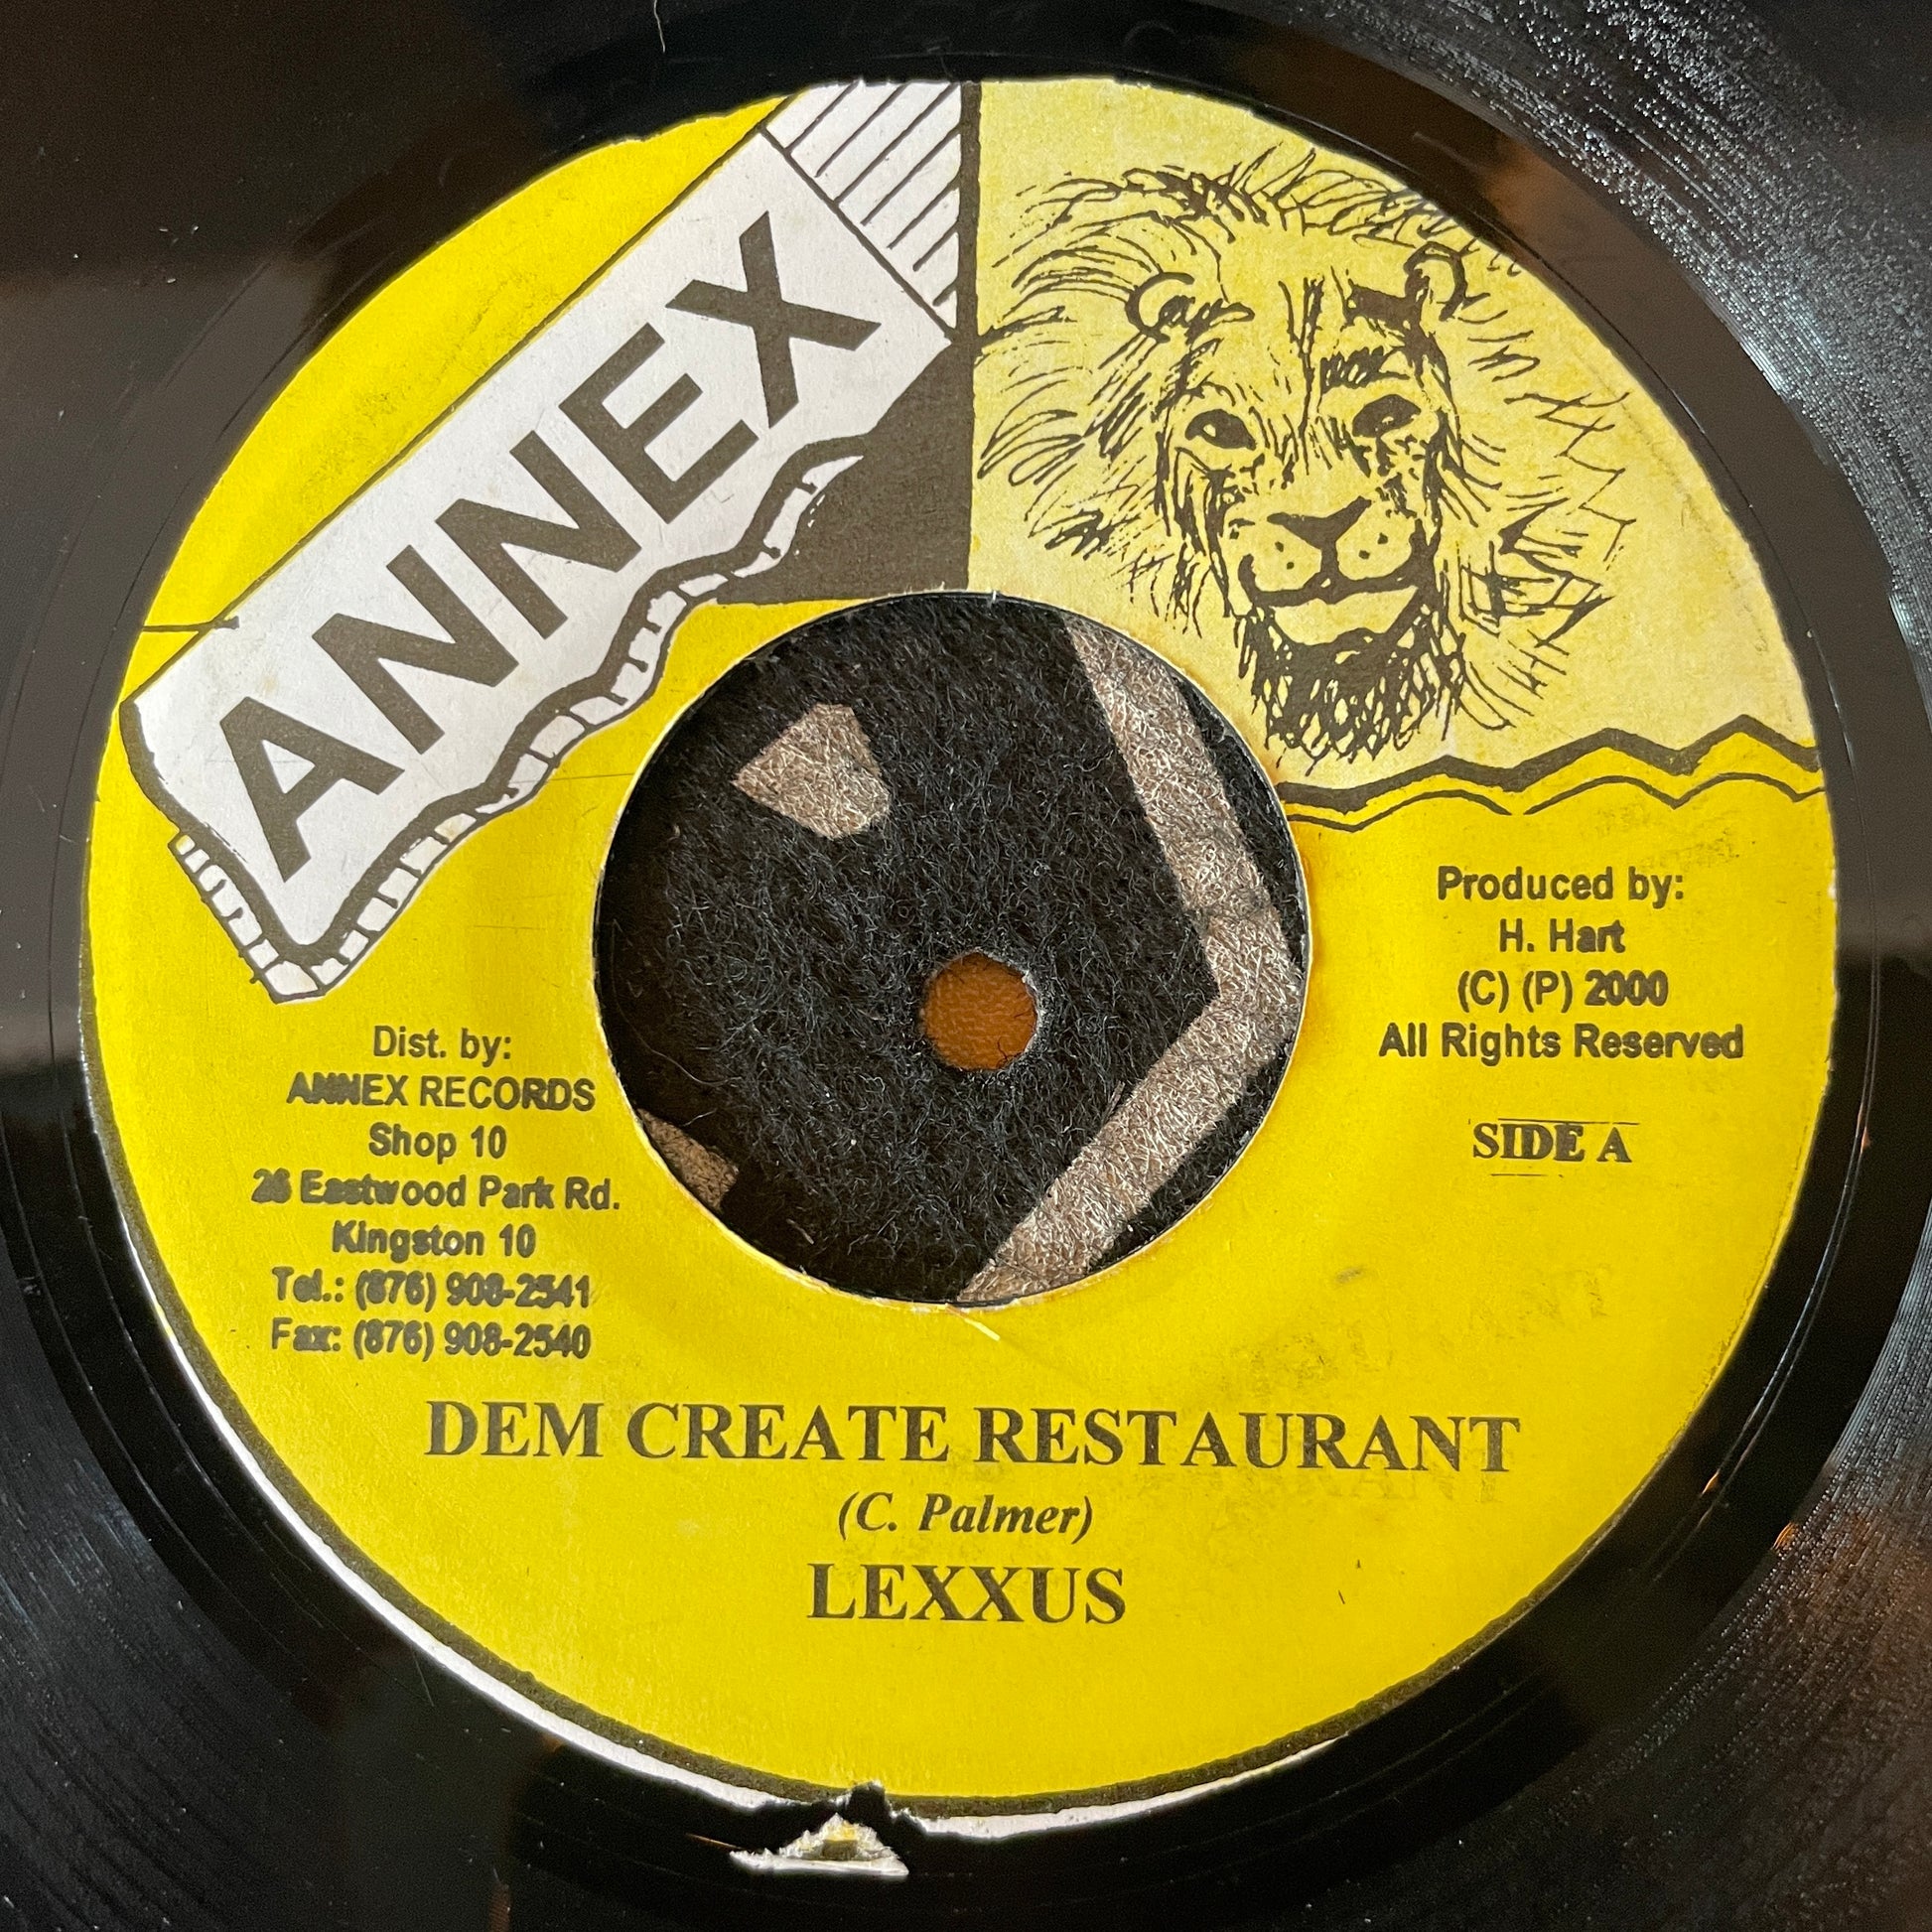 ANNEX
Produced by:
H. Hart
(C) (P) 2000
All Rights Reserved
SIDE A
Dist. by:
ANNEX RECORDS
Shop 10
26 Eastwood Park Rd.
Kingston 10
Tel.: (876) 908-2541
Fax: (876) 908-2540
DEM CREATE RESTAURANT
(C. Palmer)
LEXXUS